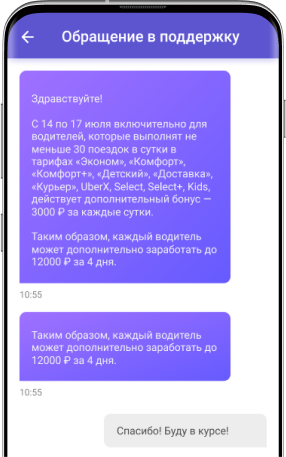 Обращение в поддержку
Здравствуйте!
С 14 по 17 июля включительно для
водителей, которые выполнят не
меньше 30 поездок в сутки в
тарифах «Эконом», «Комфорт»,
«Комфорт+», «Детский», «Доставка»,
«Курьер», UberX, Select, Select+, Kids,
действует дополнительный бонус —
3000 ₽ за каждые сутки.
Таким образом, каждый водитель
может дополнительно заработать до
12000 ₽ за 4 дня.
10:55
Таким образом, каждый водитель
может дополнительно заработать до
12000 ₽ за 4 дня.
10:55
Спасибо! Буду в курсе!